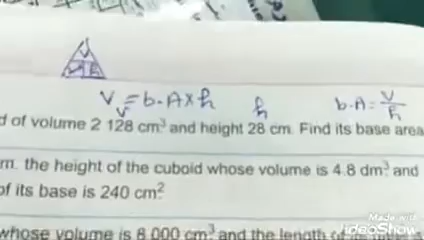 V
V = b.A x h h b.A = V/h
d of volume 2 128 cm³ and height 28 cm. Find its base area
m. the height of the cuboid whose volume is 4.8 dm³ and
of its base is 240 cm²
whose volume is 8 000 cm³ and the length of
Made with
VideoShow